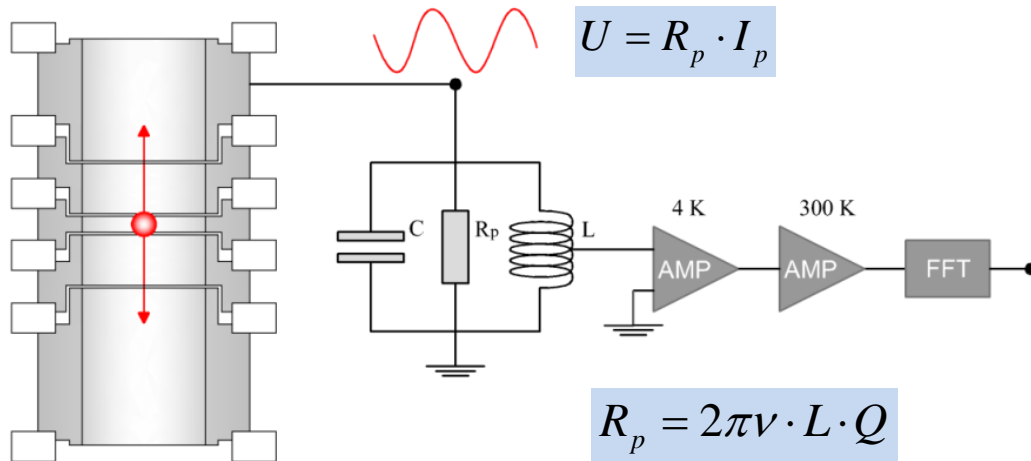 U = R_p · I_p
4 K
300 K
C
R_p
L
AMP
AMP
FFT
R_p = 2πν · L · Q